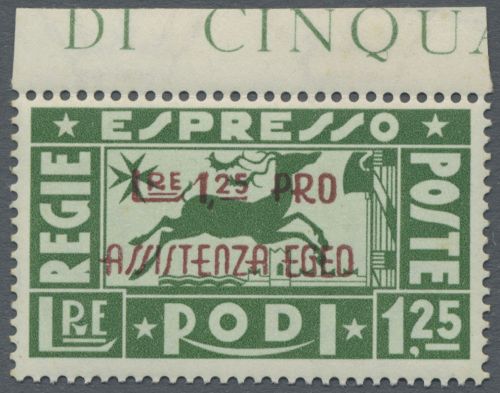 DI CINQUA
ESPRESSO
REGIE
POSTE
LRE 1,25 PRO
ASSISTENZA EGEO
LRE
RODI
1,25